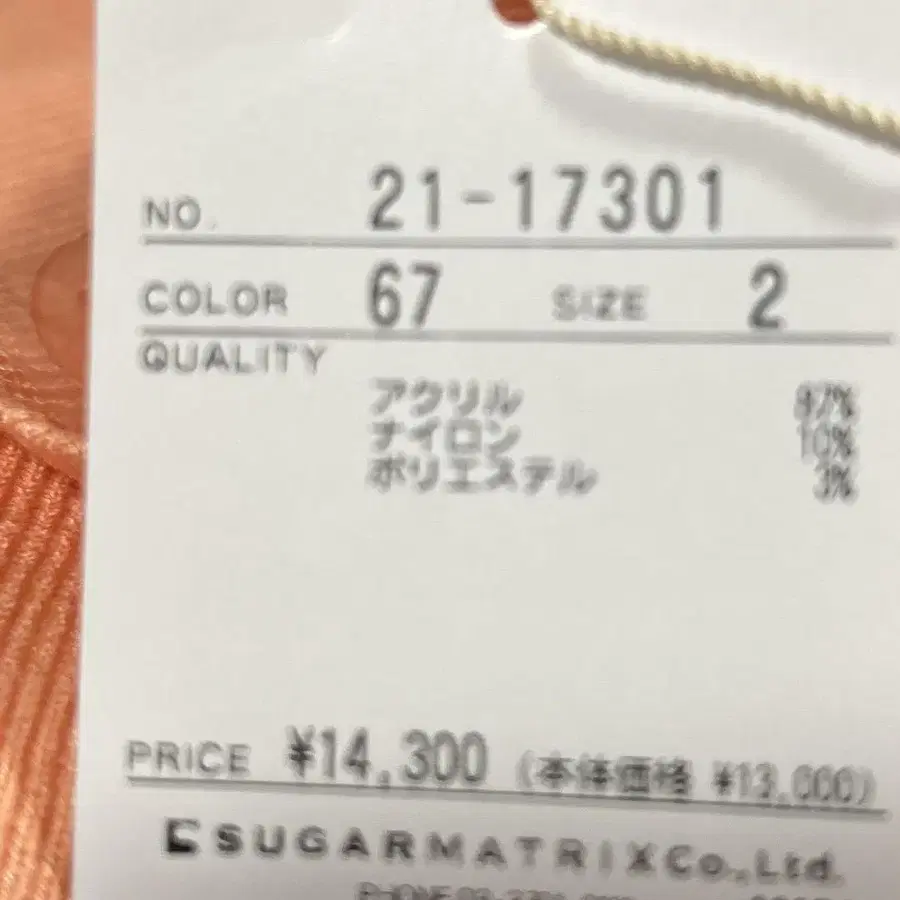 NO. 21-17301
COLOR 67 SIZE 2
QUALITY
アクリル 87%
ナイロン 10%
ポリエステル 3%
PRICE ¥14,300 (本体価格 ¥13,000)
SUGARMATRIX Co.,Ltd.